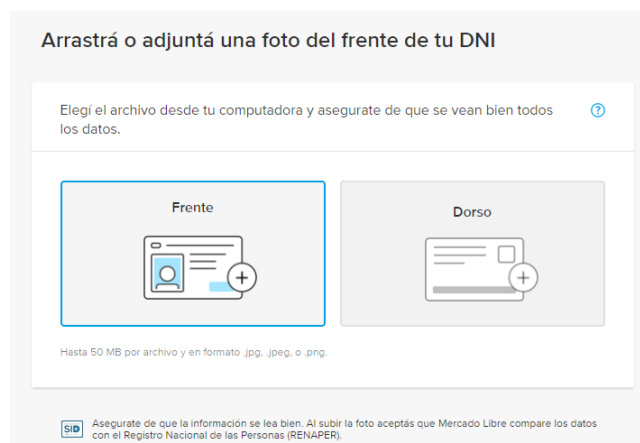 Arrastrá o adjuntá una foto del frente de tu DNI
Elegí el archivo desde tu computadora y asegurate de que se vean bien todos
los datos.
?
Frente
Dorso
Hasta 50 MB por archivo y en formato .jpg, .jpeg, o .png.
SID Asegurate de que la información se lea bien. Al subir la foto aceptás que Mercado Libre compare los datos
con el Registro Nacional de las Personas (RENAPER).